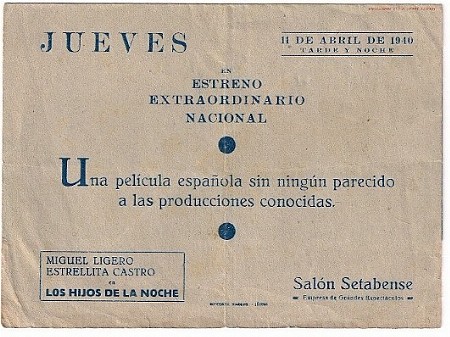 JUEVES
11 DE ABRIL DE 1940
TARDE Y NOCHE
EN
ESTRENO
EXTRAORDINARIO
NACIONAL
Una película española sin ningún parecido
a las producciones conocidas.
MIGUEL LIGERO
ESTRELLITA CASTRO
en
LOS HIJOS DE LA NOCHE
Salón Setabense
Empresa de Grandes Espectáculos